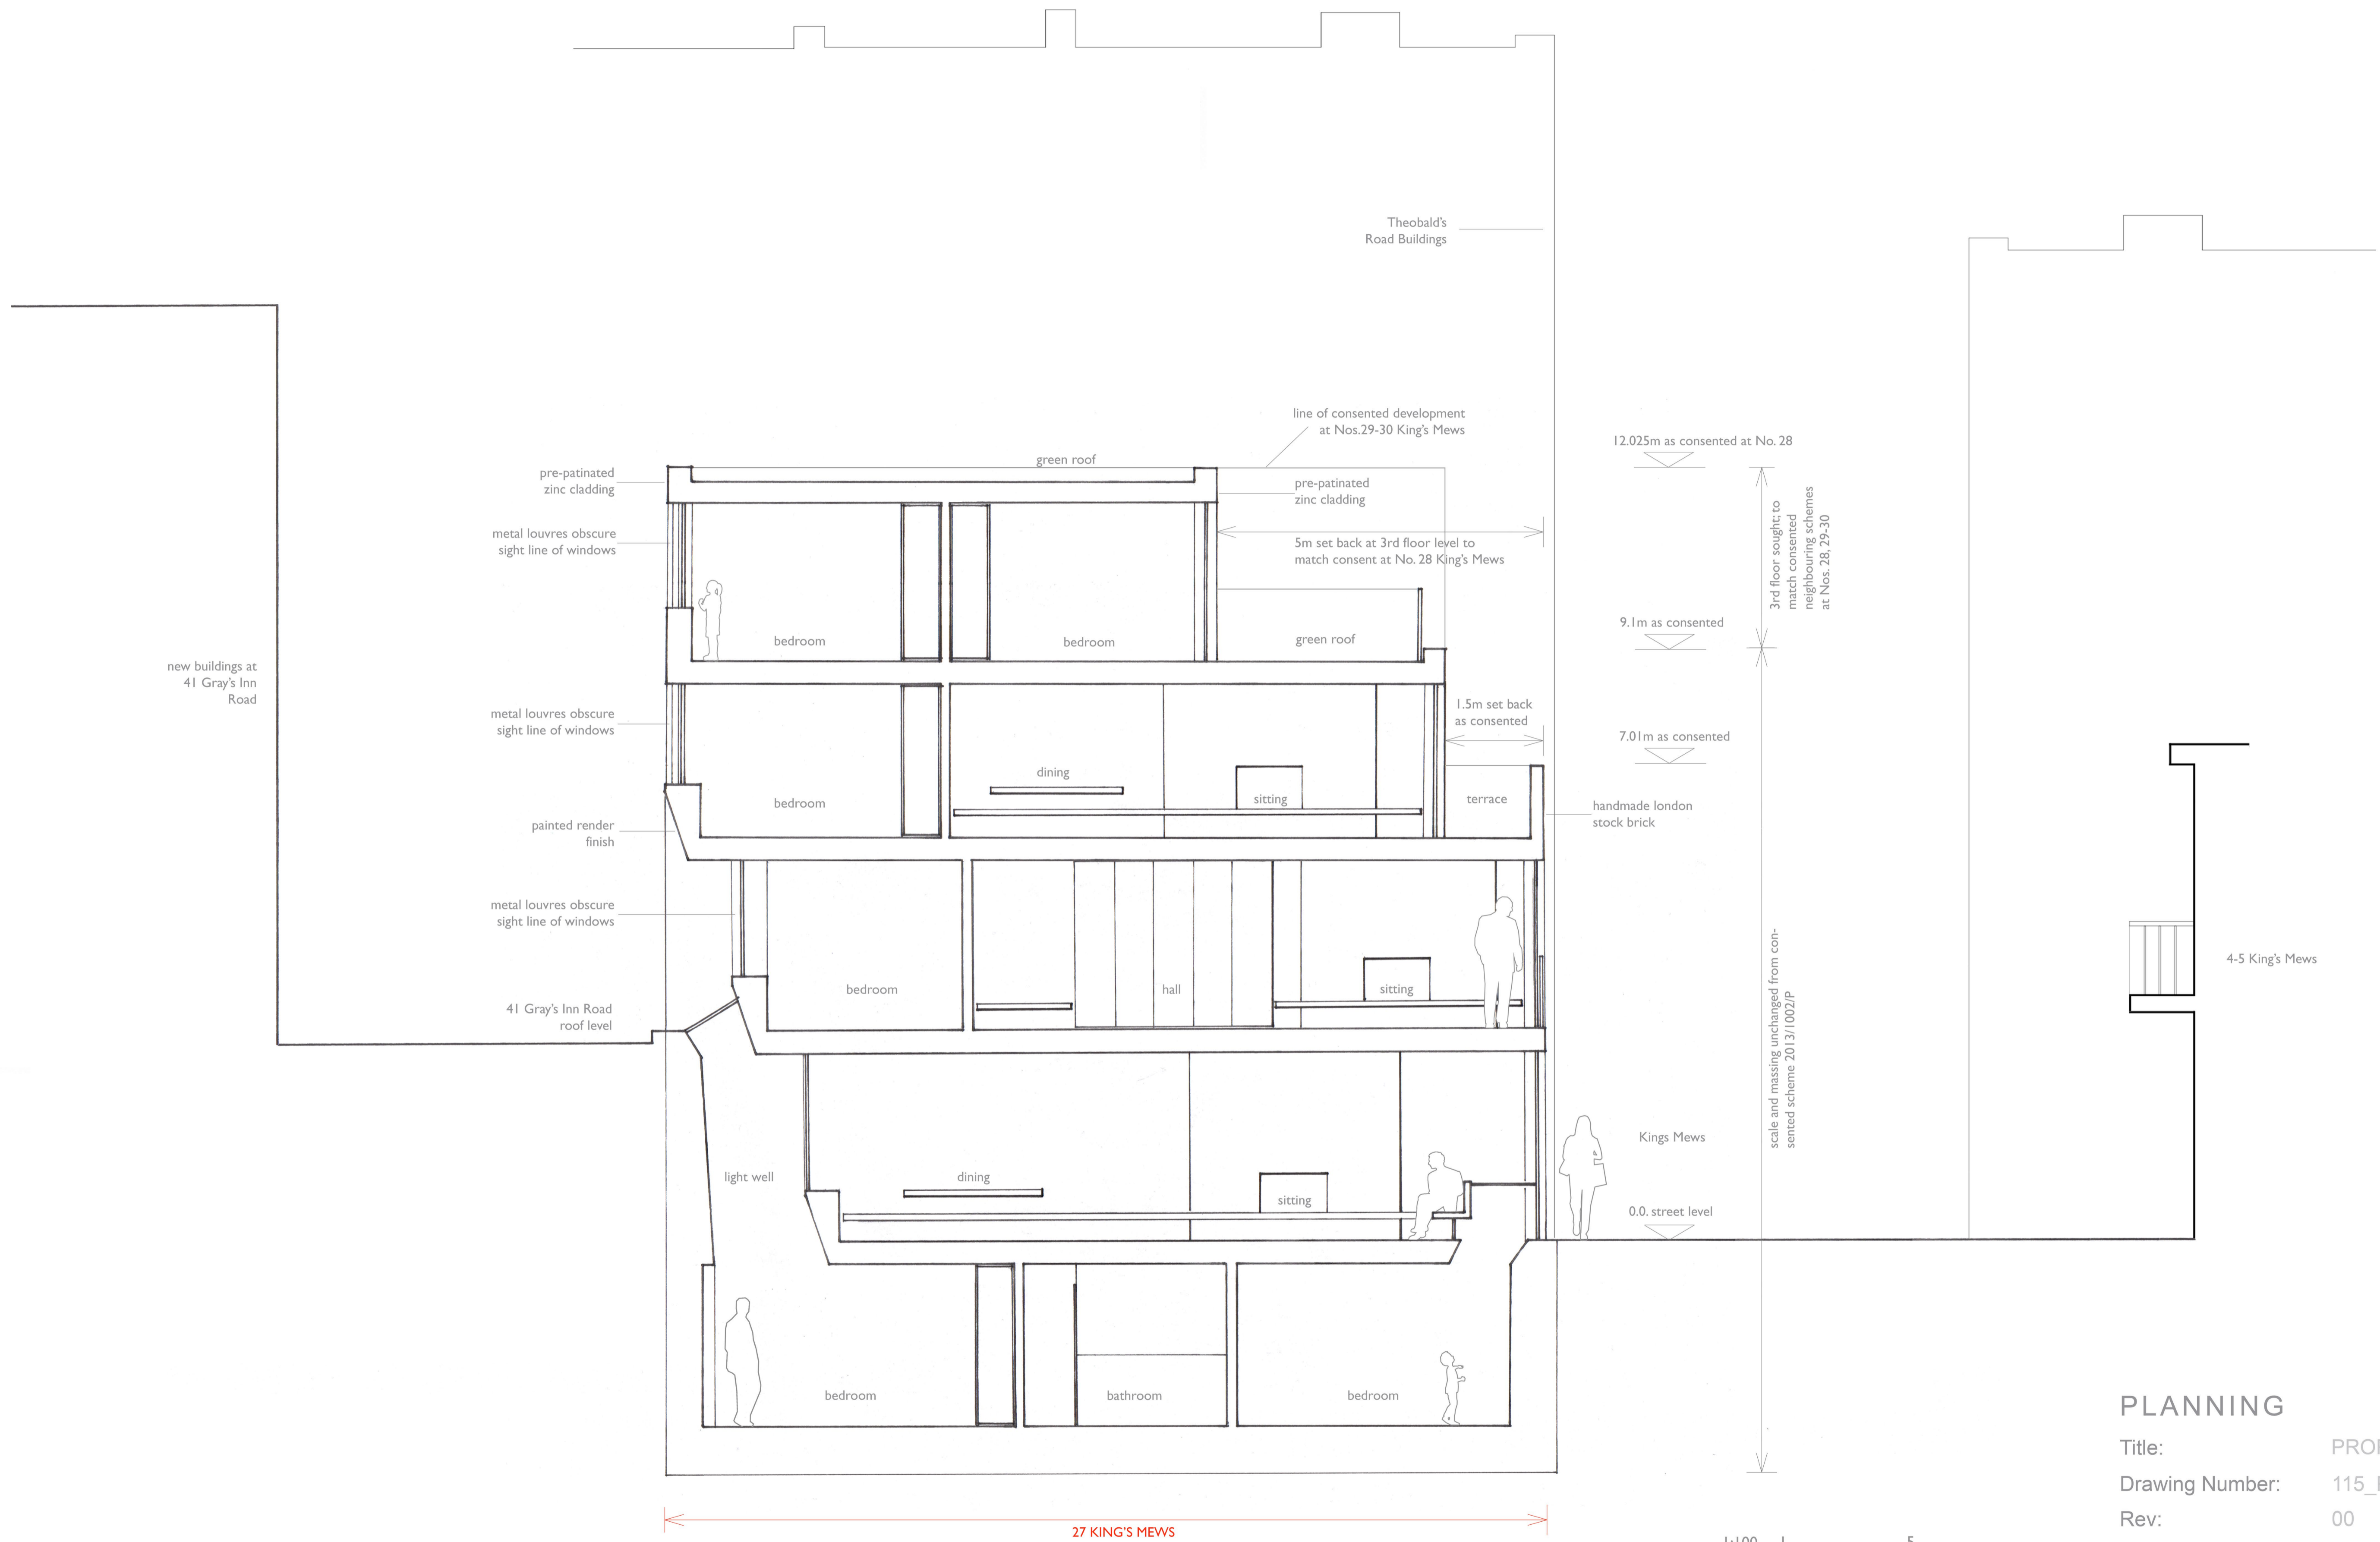 Theobald's
Road Buildings
line of consented development
at Nos.29-30 King's Mews
12.025m as consented at No. 28
green roof
pre-patinated
zinc cladding
pre-patinated
zinc cladding
3rd floor sought; to
match consented
neighbouring schemes
at Nos. 28, 29-30
metal louvres obscure
sight line of windows
5m set back at 3rd floor level to
match consent at No. 28 King's Mews
9.1m as consented
bedroom
bedroom
green roof
new buildings at
41 Gray's Inn
Road
metal louvres obscure
sight line of windows
1.5m set back
as consented
7.01m as consented
dining
bedroom
sitting
terrace
handmade london
stock brick
painted render
finish
metal louvres obscure
sight line of windows
scale and massing unchanged from con-
sented scheme 2013/1002/P
4-5 King's Mews
bedroom
hall
sitting
41 Gray's Inn Road
roof level
Kings Mews
light well
dining
sitting
0.0. street level
bedroom
bathroom
bedroom
PLANNING
Title:
Drawing Number: 115_
Rev: 00
27 KING'S MEWS